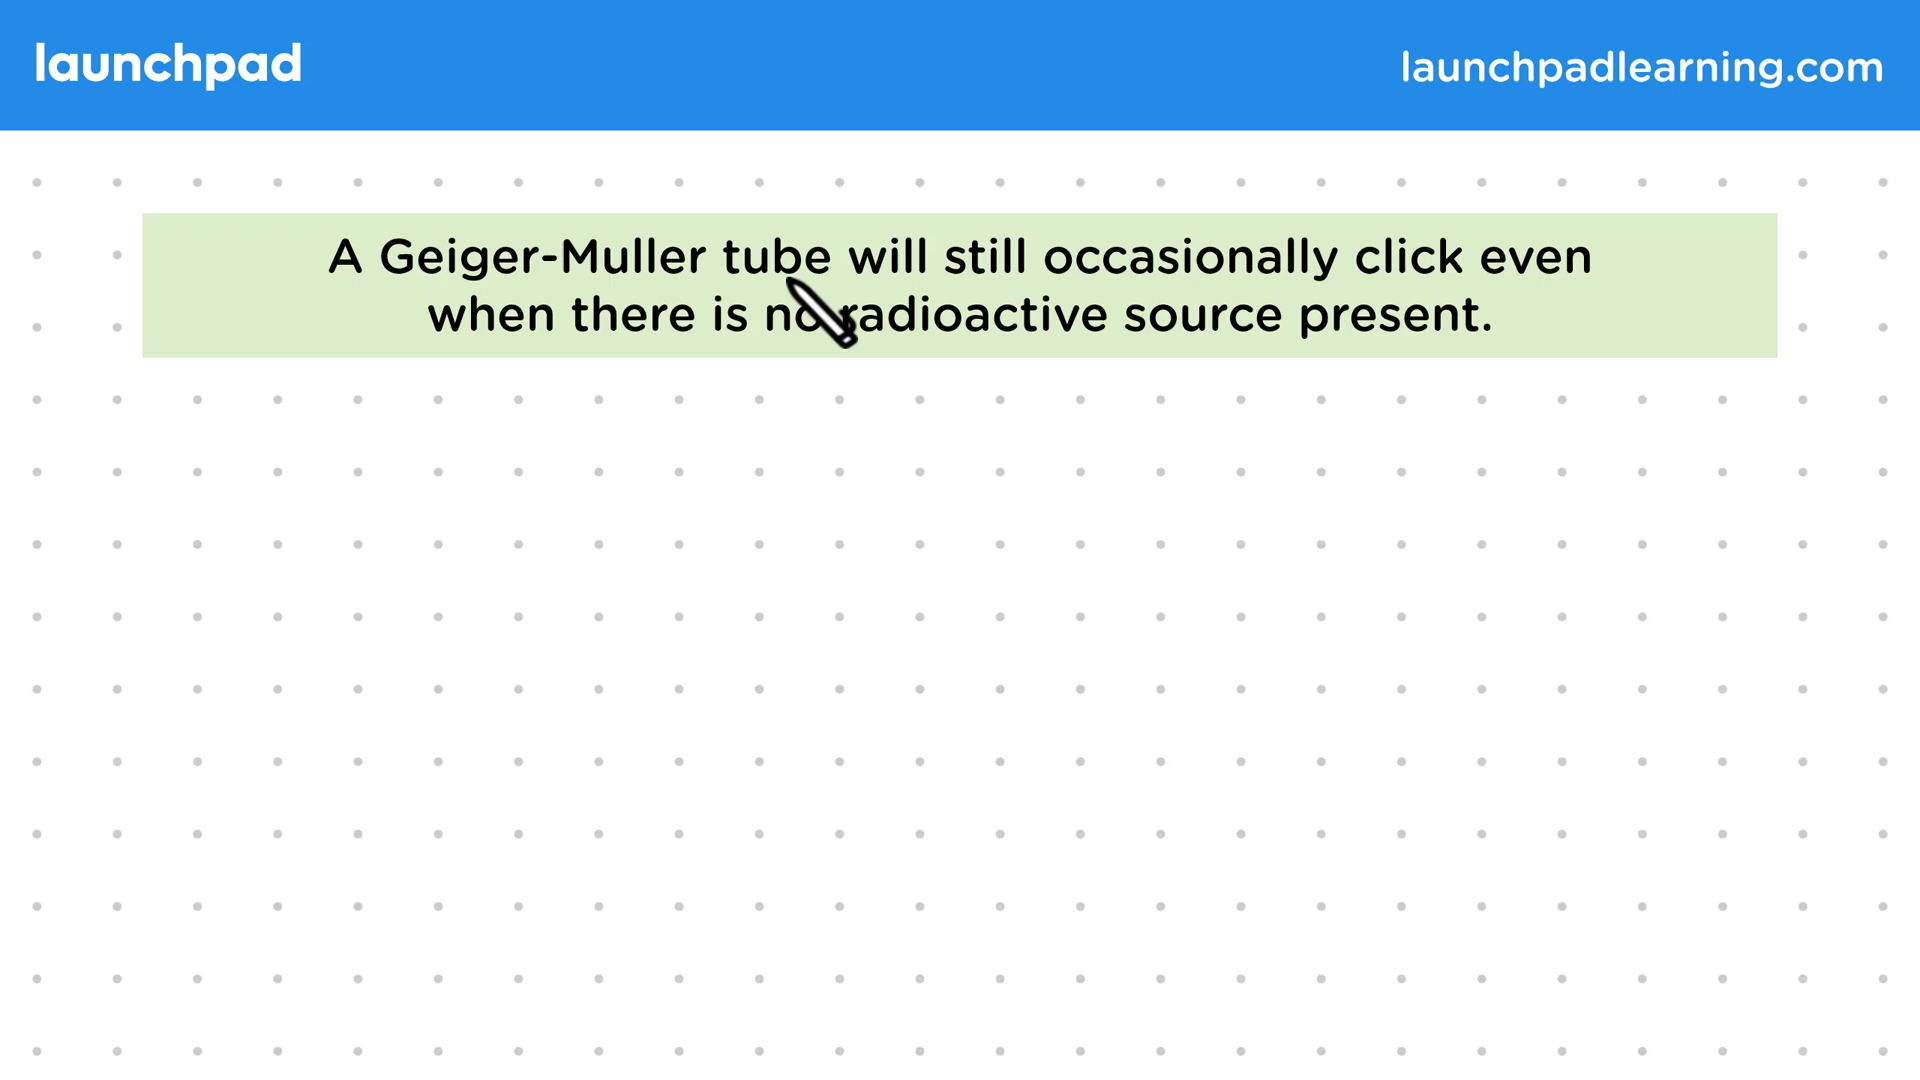 launchpad
launchpadlearning.com
A Geiger-Muller tube will still occasionally click even
when there is no radioactive source present.